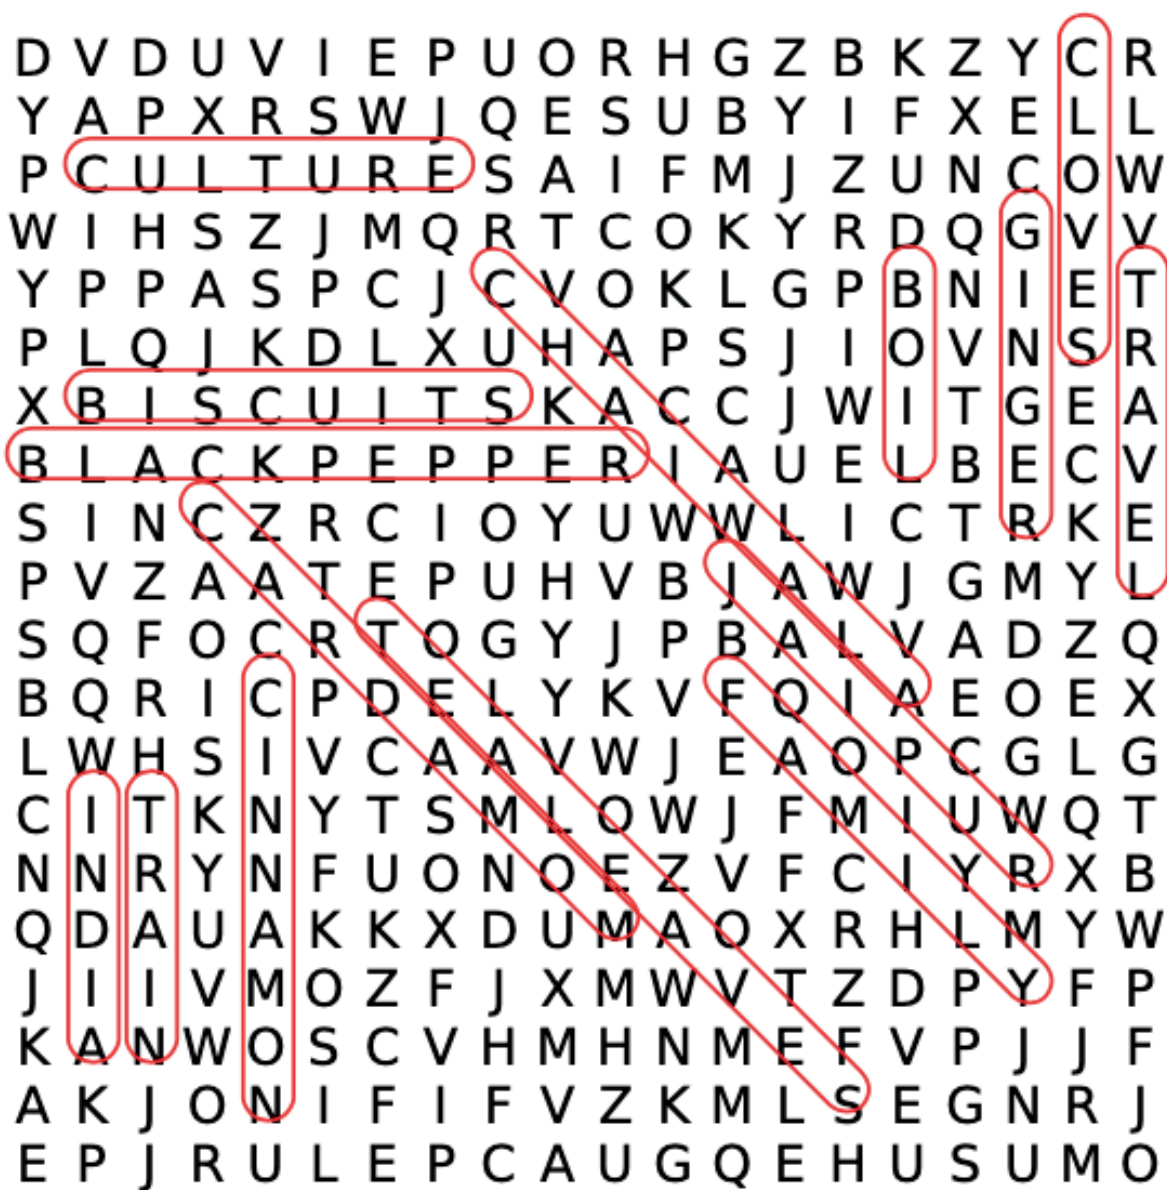 D V D U V I E P U O R H G Z B K Z Y C R
Y A P X R S W J Q E S U B Y I F X E L L
P C U L T U R E S A I F M J Z U N C O W
W I H S Z J M Q R T C O K Y R D Q G V V
Y P P A S P C J C V O K L G P B N I E T
P L Q J K D L X U H A P S J I O V N S R
X B I S C U I T S K A C C J W I T G E A
B L A C K P E P P E R I A U E L B E C V
S I N C Z R C I O Y U W W L I C T R K E
P V Z A A T E P U H V B J A W J G M Y L
S Q F O C R T O G Y J P B A L V A D Z Q
B Q R I C P D E L Y K V F Q I A E O E X
L W H S I V C A A V W J E A O P C G L G
C I T K N Y T S M L O W J F M I U W Q T
N N R Y N F U O N O E Z V F C I Y R X B
Q D A U A K K X D U M A O X R H L M Y W
J I I V M O Z F J X M W V T Z D P Y F P
K A N W O S C V H M H N M E F V P J J F
A K J O N I F I F V Z K M L S E G N R J
E P J R U L E P C A U G Q E H U S U M O